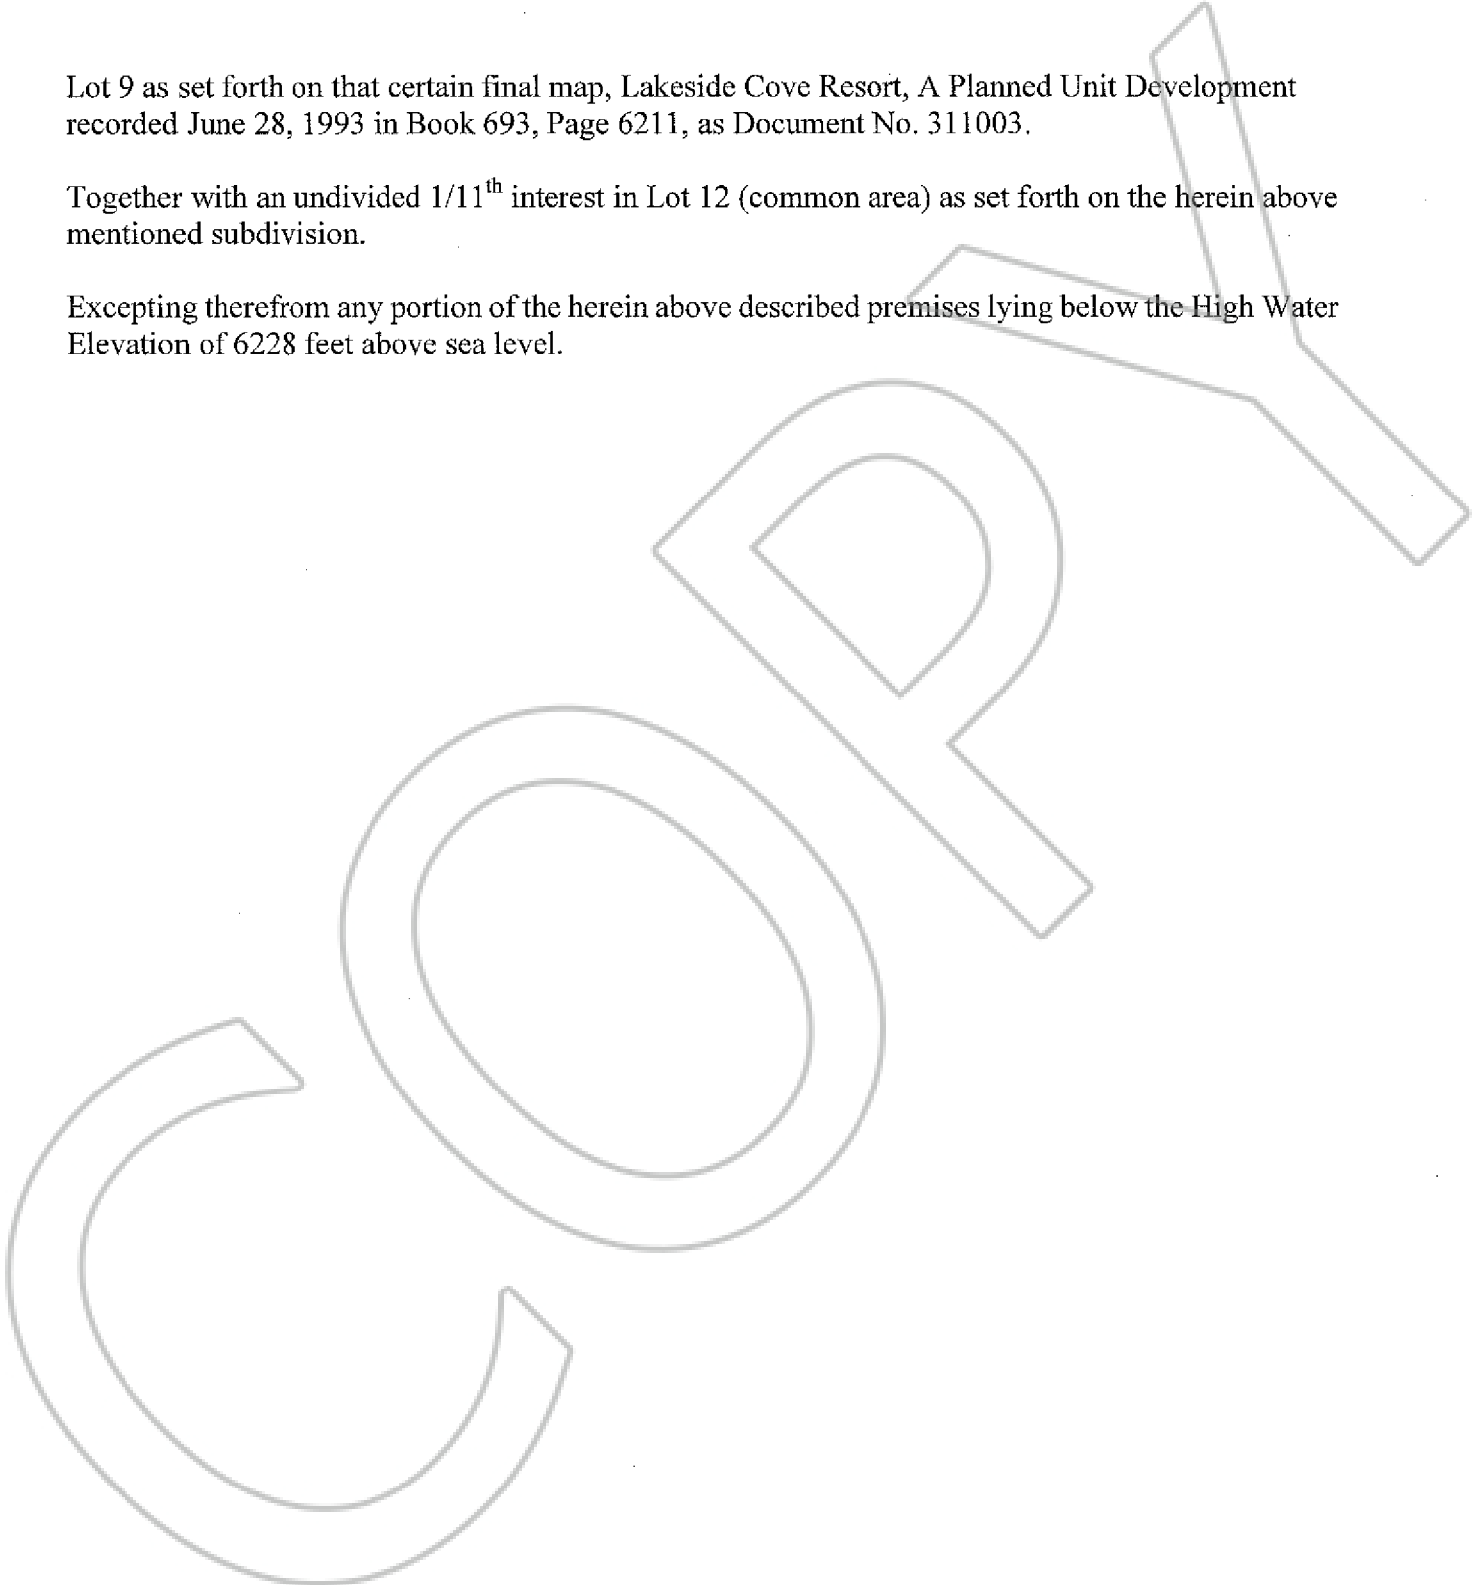 Lot 9 as set forth on that certain final map, Lakeside Cove Resort, A Planned Unit Development
recorded June 28, 1993 in Book 693, Page 6211, as Document No. 311003.
Together with an undivided 1/11th interest in Lot 12 (common area) as set forth on the herein above
mentioned subdivision.
Excepting therefrom any portion of the herein above described premises lying below the High Water
Elevation of 6228 feet above sea level.
COPY